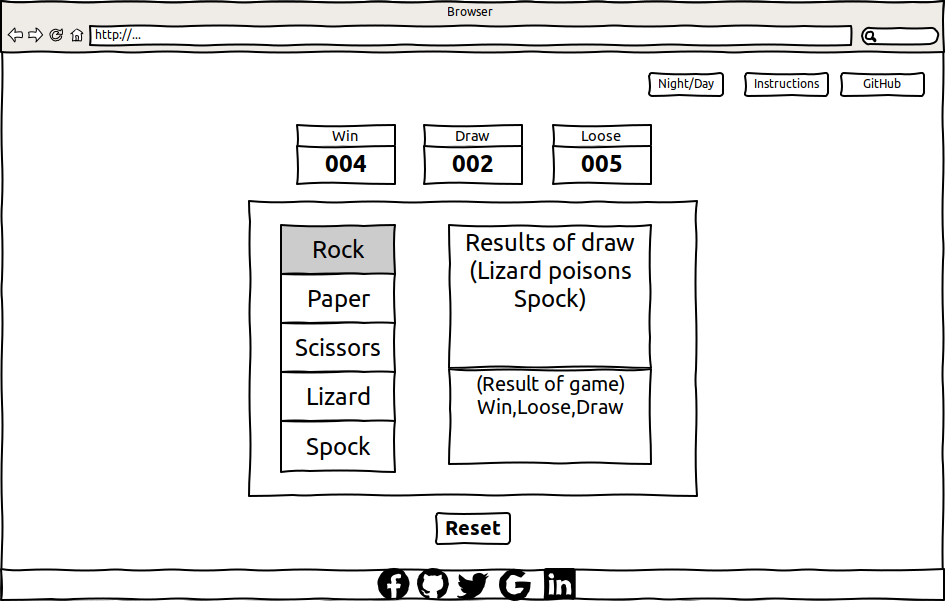 Browser
http://...
Night/Day
Instructions
GitHub
Win
Draw
Loose
004
002
005
Rock
Paper
Scissors
Lizard
Spock
Results of draw
(Lizard poisons
Spock)
(Result of game)
Win,Loose,Draw
Reset